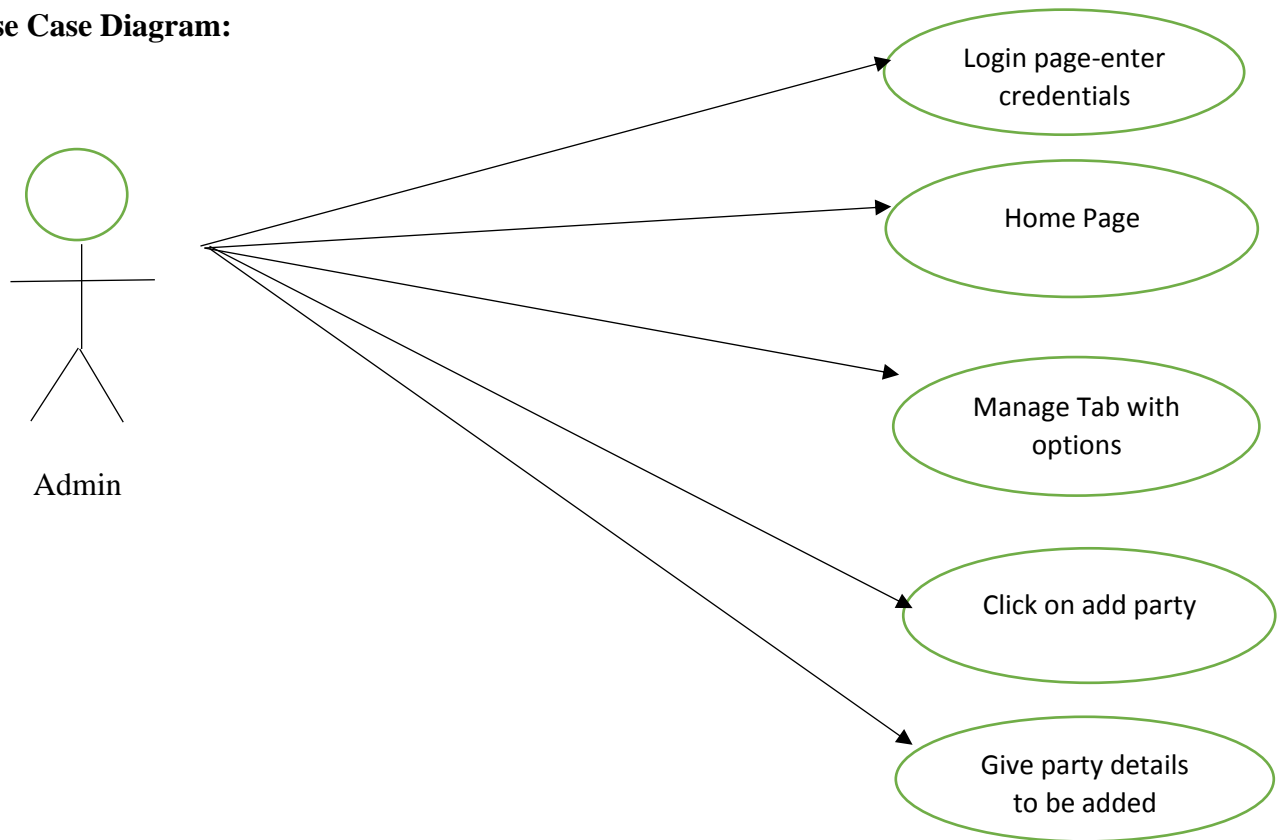 se Case Diagram:
Login page-enter
credentials
Home Page
Manage Tab with
options
Admin
Click on add party
Give party details
to be added